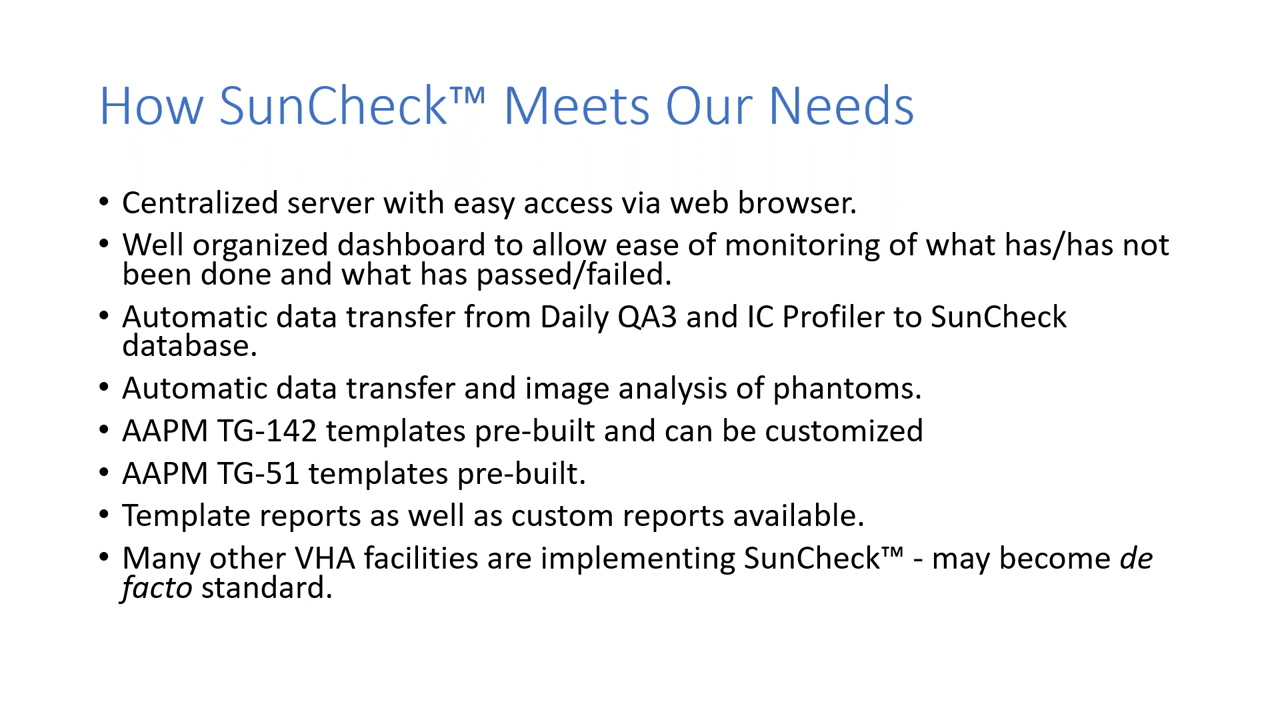 How SunCheck™ Meets Our Needs
• Centralized server with easy access via web browser.
• Well organized dashboard to allow ease of monitoring of what has/has not
been done and what has passed/failed.
• Automatic data transfer from Daily QA3 and IC Profiler to SunCheck
database.
• Automatic data transfer and image analysis of phantoms.
• AAPM TG-142 templates pre-built and can be customized
• AAPM TG-51 templates pre-built.
• Template reports as well as custom reports available.
• Many other VHA facilities are implementing SunCheck™ - may become de
facto standard.